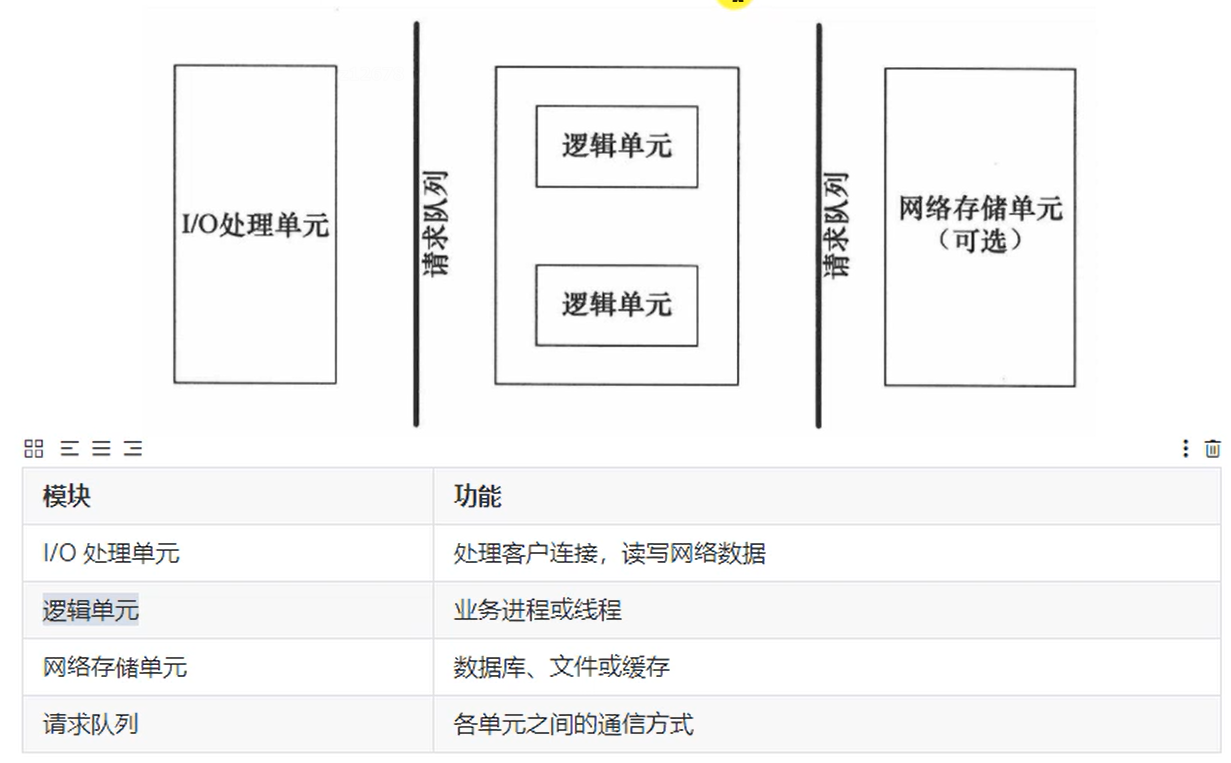 I/O处理单元
请求队列
逻辑单元
逻辑单元
请求队列
网络存储单元
（可选）
模块 功能
I/O 处理单元 处理客户连接，读写网络数据
逻辑单元 业务进程或线程
网络存储单元 数据库、文件或缓存
请求队列 各单元之间的通信方式